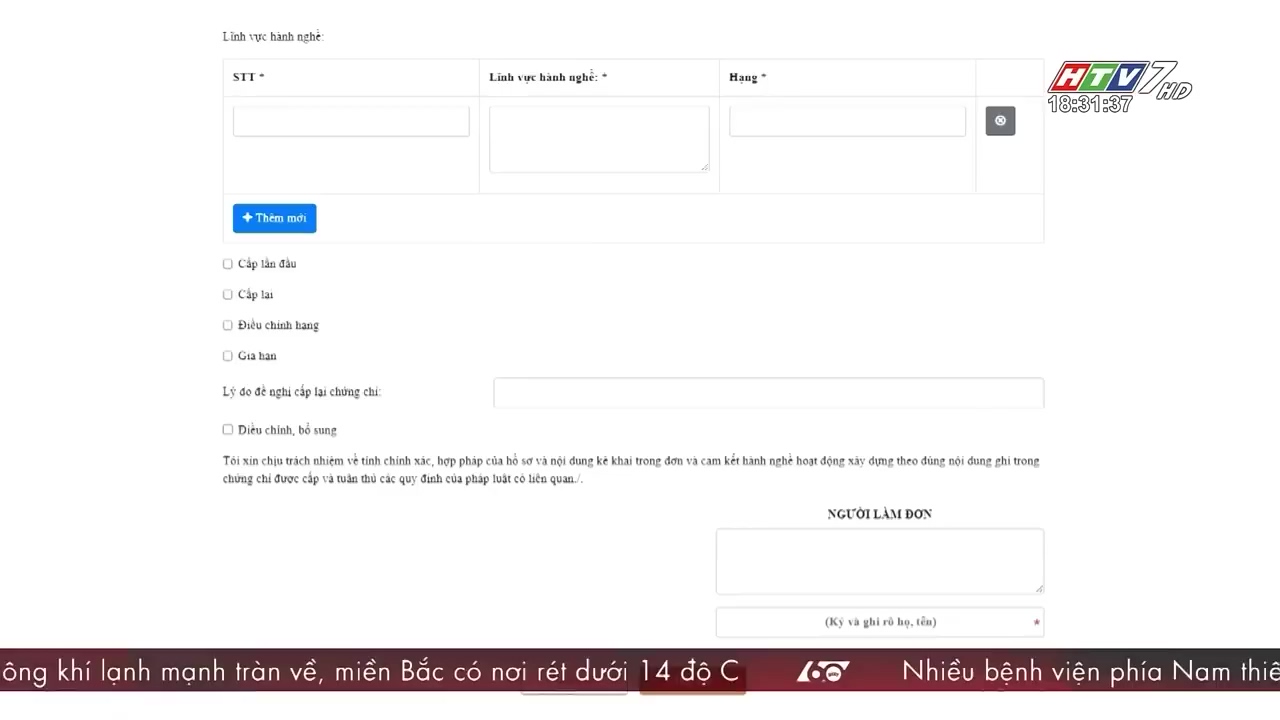 Lĩnh vực hành nghề:
STT *
Lĩnh vực hành nghề: *
Hạng *
HTV7 HD
18:31:37
Thêm mới
Cấp lần đầu
Cấp lại
Điều chỉnh hạng
Gia hạn
Lý do đề nghị cấp lại chứng chỉ:
Điều chỉnh, bổ sung
Tôi xin chịu trách nhiệm về tính chính xác, hợp pháp của hồ sơ và nội dung kê khai trong đơn và cam kết hành nghề hoạt động xây dựng theo đúng nội dung ghi trong
chứng chỉ được cấp và tuân thủ các quy định của pháp luật có liên quan./.
NGƯỜI LÀM ĐƠN
(Ký và ghi rõ họ, tên) *
ông khí lạnh mạnh tràn về, miền Bắc có nơi rét dưới 14 độ C 60 giây Nhiều bệnh viện phía Nam thiế